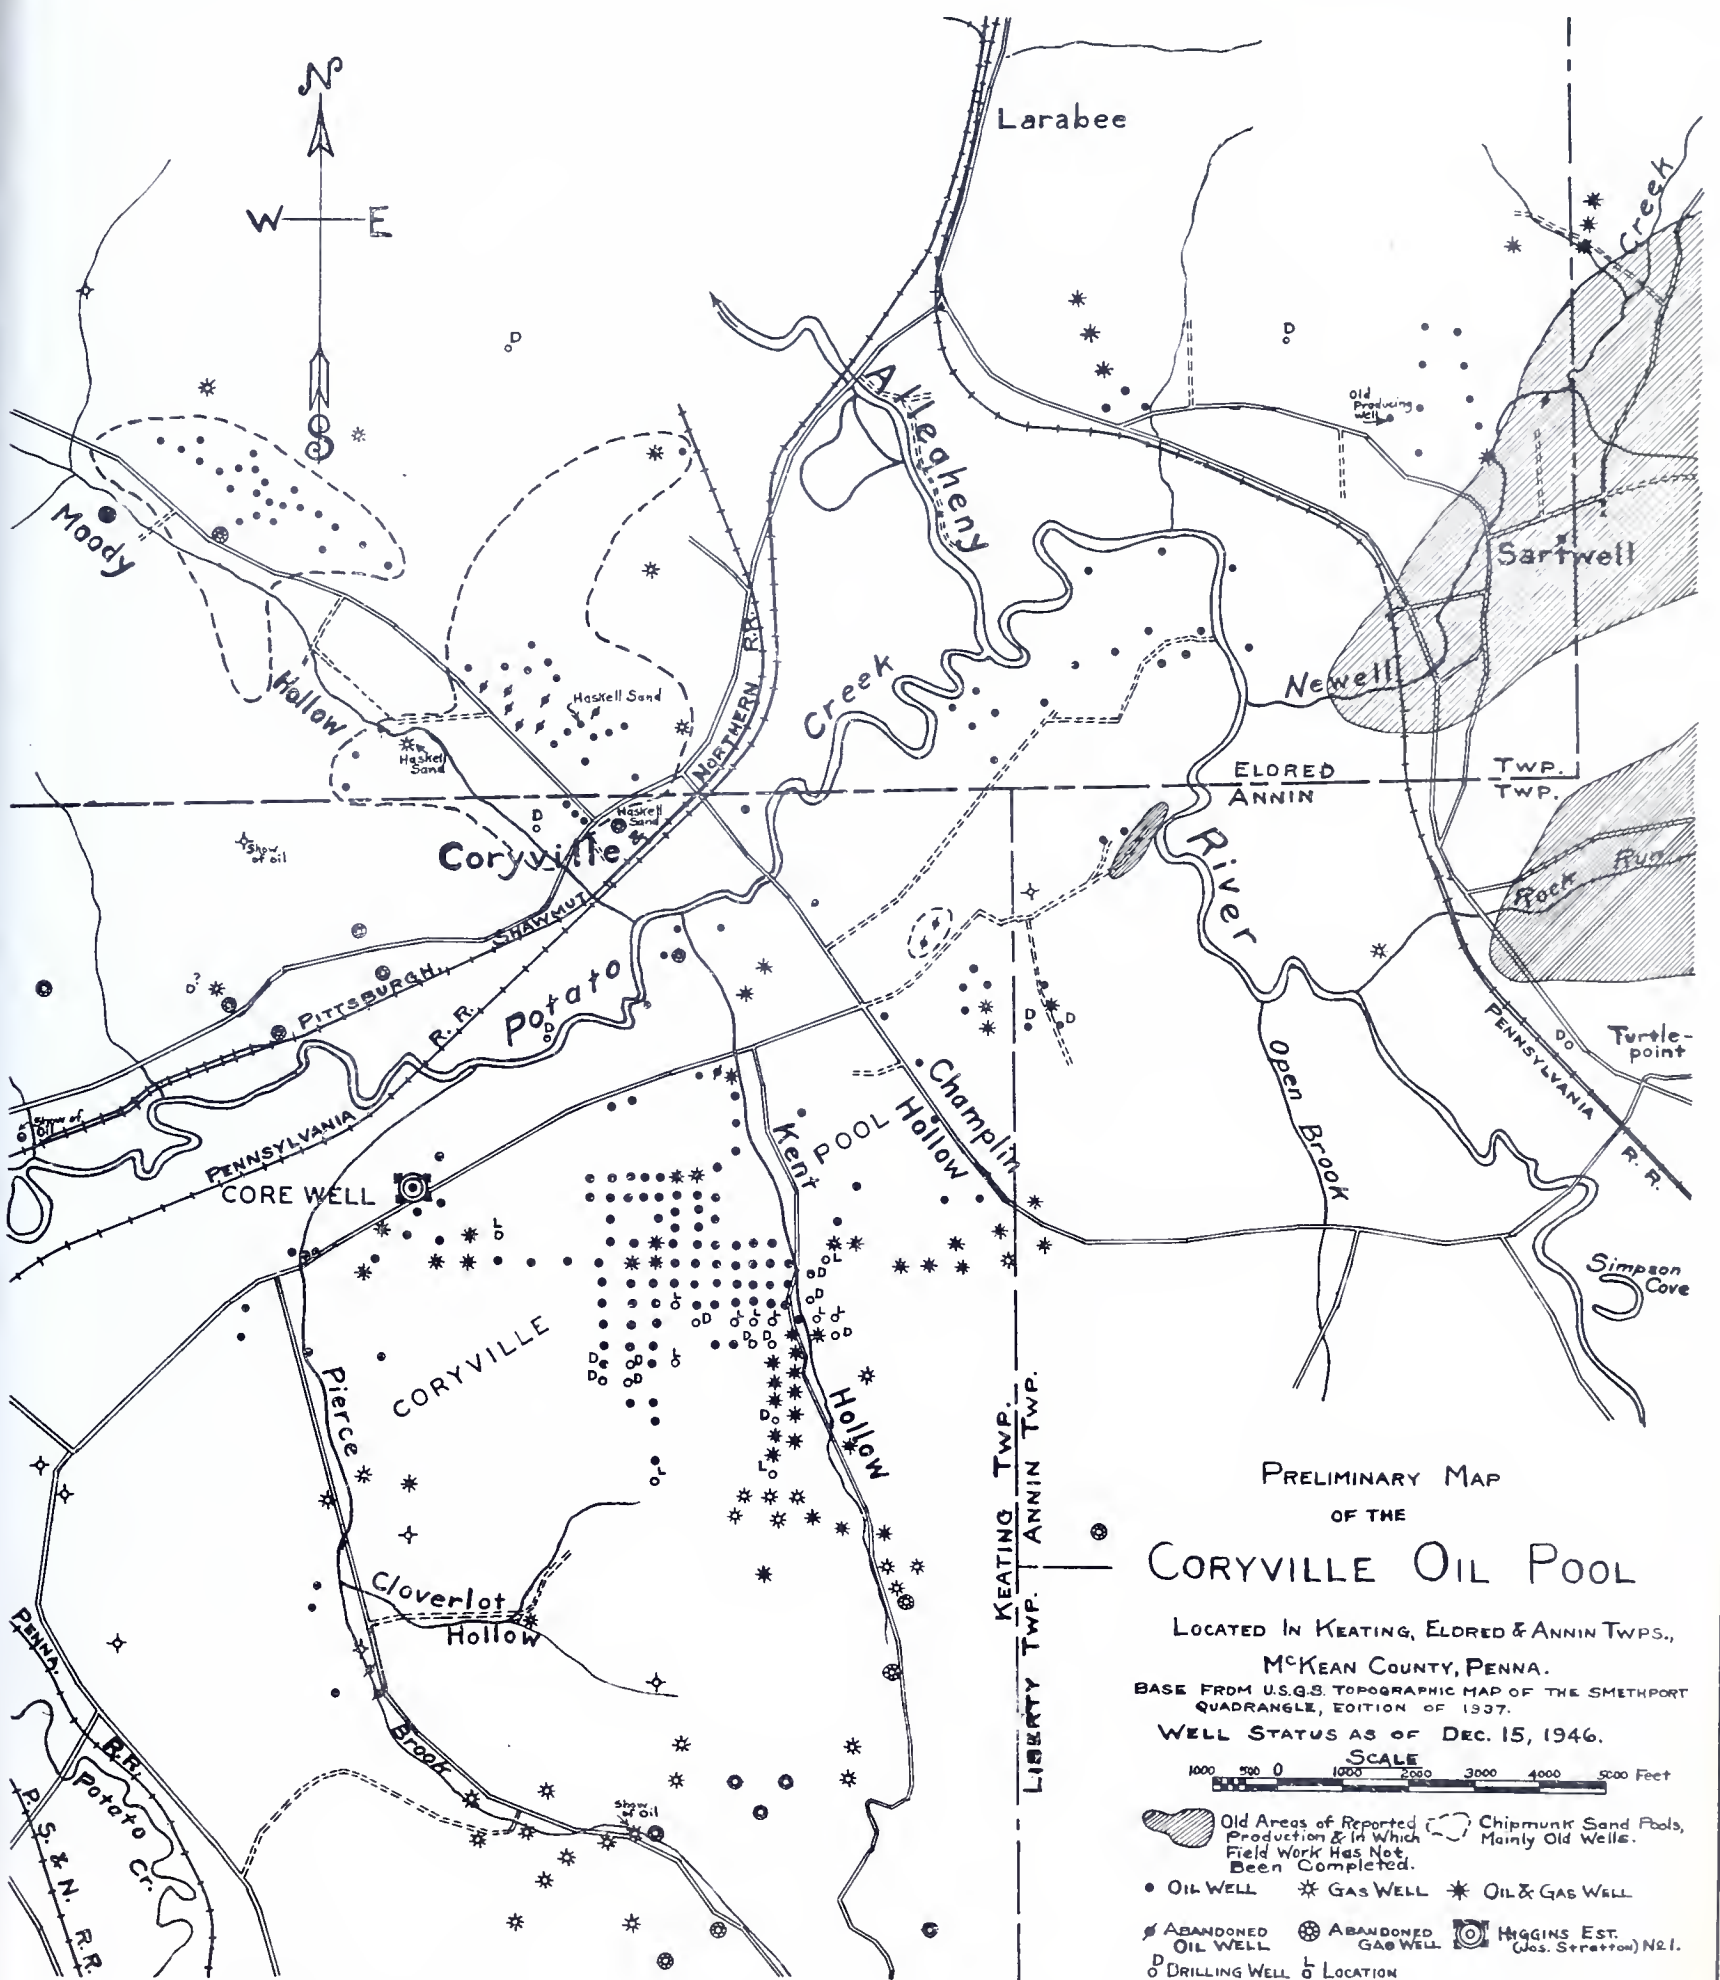 N
W E
S
Larabee
Creek
D
D
Old
Producing
Well
Allegheny
Moody
Hollow
Sartwell
Newell
Haskell Sand
Haskell
Sand
Creek
NORTHERN R.R.
ELDRED TWP.
ANNIN TWP.
D
Haskell
Sand
Coryville
&
Show
of oil
SHAWMUT
PITTSBURGH,
?
River
Rock Run
Potato
D
R. R.
PENNSYLVANIA
Show of
Oil
D
D
D
Turtle-
point
PENNSYLVANIA
R. R.
Open Brook
Champlin
Hollow
Kent
Hollow
CORYVILLE POOL
CORE WELL
L
L
D
D
L
D
L
L
L
L
L
D
D
D
D
D
D
D
L
D
L
L
Simpson
Cove
Pierce
Brook
Cloverlot
Hollow
KEATING TWP.
ANNIN TWP.
LIBERTY TWP.
PENNA.
R.R.
Potato Cr.
P. S. & N. R.R.
Show
of Oil
PRELIMINARY MAP
OF THE
CORYVILLE OIL POOL
LOCATED IN KEATING, ELDRED & ANNIN TWPS.,
McKEAN COUNTY, PENNA.
BASE FROM U.S.G.S. TOPOGRAPHIC MAP OF THE SMETHPORT
QUADRANGLE, EDITION OF 1937.
WELL STATUS AS OF DEC. 15, 1946.
SCALE
1000 500 0 1000 2000 3000 4000 5000 Feet
Old Areas of Reported
Production & In Which
Field Work Has Not
Been Completed.
Chipmunk Sand Pools,
Mainly Old Wells.
OIL WELL GAS WELL OIL & GAS WELL
ABANDONED
OIL WELL
ABANDONED
GAS WELL
HIGGINS EST.
(Jos. Stratton) No 1.
D DRILLING WELL L LOCATION